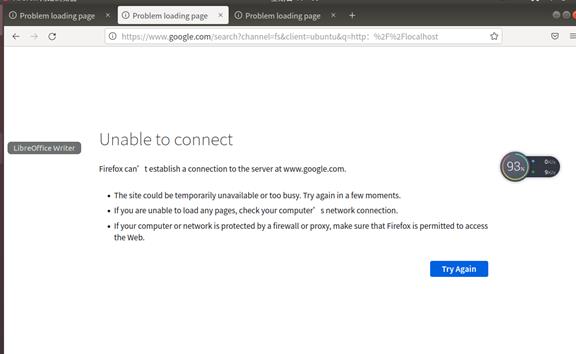 Problem loading page
Problem loading page
Problem loading page
https://www.google.com/search?channel=fs&client=ubuntu&q=http: %2F%2Flocalhost
LibreOffice Writer
Unable to connect
Firefox can't establish a connection to the server at www.google.com.
The site could be temporarily unavailable or too busy. Try again in a few moments.
If you are unable to load any pages, check your computer's network connection.
If your computer or network is protected by a firewall or proxy, make sure that Firefox is permitted to access
the Web.
93%
Try Again